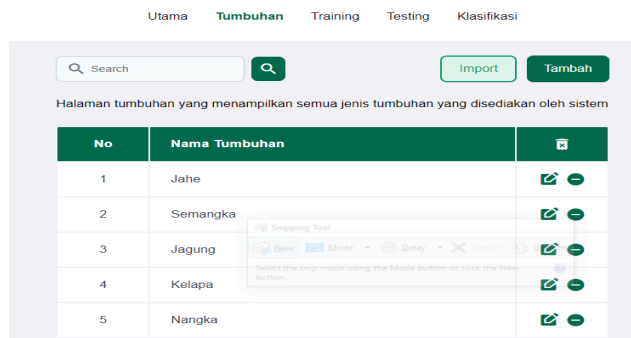 Utama Tumbuhan Training Testing Klasifikasi
Search Import Tambah
Halaman tumbuhan yang menampilkan semua jenis tumbuhan yang disediakan oleh sistem
No Nama Tumbuhan
1 Jahe
2 Semangka
Snipping Tool
3 Jagung New Mode Delay Cancel
Select the snip mode using the Mode button or click the New
button.
4 Kelapa
5 Nangka